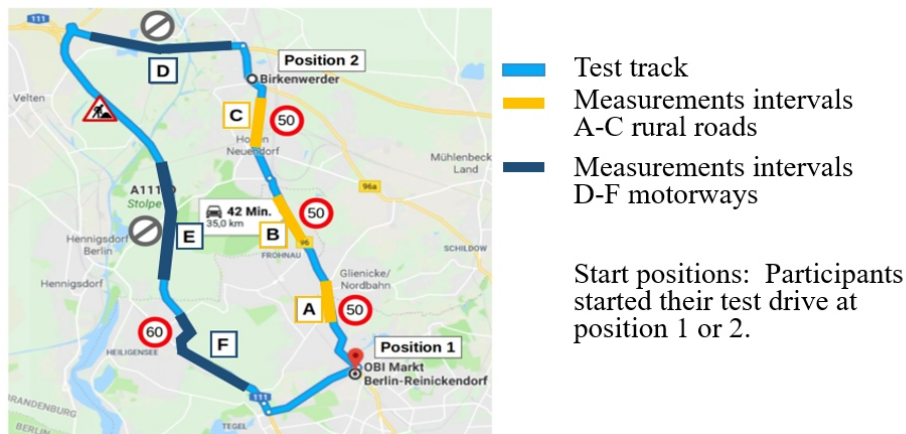 111
Position 2
Birkenwerder
D
Velten
C
50
Hohen
Neuendorf
Mühlenbeck
Land
A111
Stolpe
96a
42 Min.
35,0 km
50
E
B
96
Hennigsdorf
Berlin
FROHNAU
SCHILDOW
Hennigsdorf
Glienicke/
Nordbahn
A
50
60
F
HEILIGENSEE
Position 1
OBI Markt
Berlin-Reinickendorf
111
BRANDENBURG
BERLIN
TEGEL
Test track
Measurements intervals
A-C rural roads
Measurements intervals
D-F motorways
Start positions: Participants
started their test drive at
position 1 or 2.